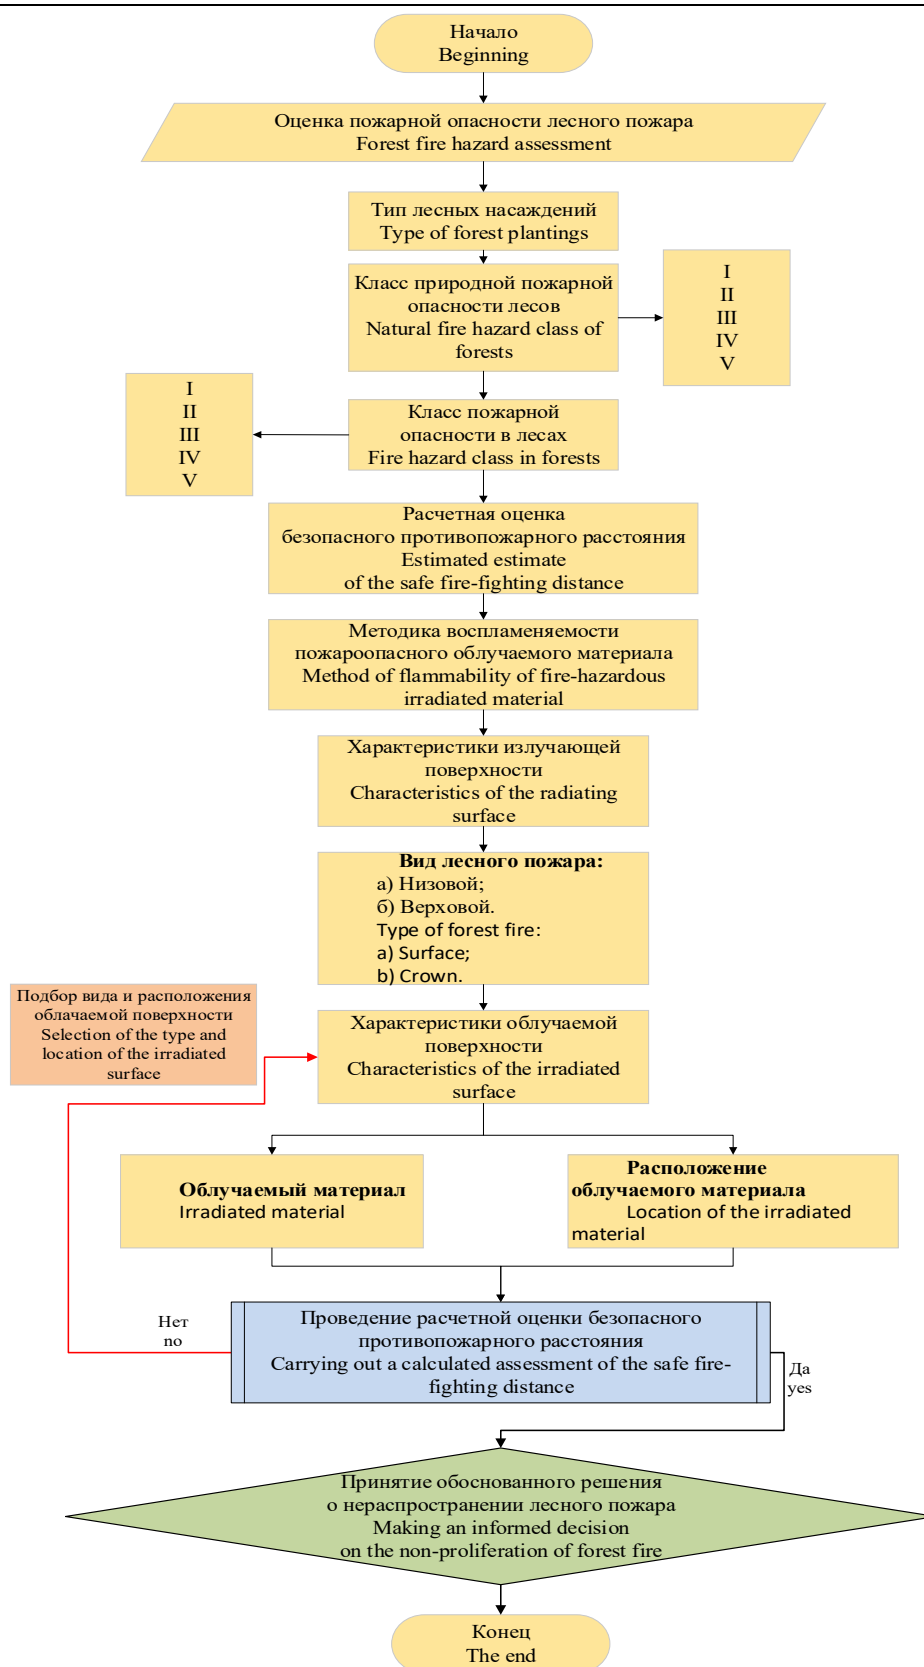 Начало
Beginning
Оценка пожарной опасности лесного пожара
Forest fire hazard assessment
Тип лесных насаждений
Type of forest plantings
Класс природной пожарной
опасности лесов
Natural fire hazard class of
forests
I
II
III
IV
V
Класс пожарной
опасности в лесах
Fire hazard class in forests
I
II
III
IV
V
Расчетная оценка
безопасного противопожарного расстояния
Estimated estimate
of the safe fire-fighting distance
Методика воспламеняемости
пожароопасного облучаемого материала
Method of flammability of fire-hazardous
irradiated material
Характеристики излучающей
поверхности
Characteristics of the radiating
surface
Вид лесного пожара:
а) Низовой;
б) Верховой.
Type of forest fire:
a) Surface;
b) Crown.
Подбор вида и расположения
облачаемой поверхности
Selection of the type and
location of the irradiated
surface
Характеристики облучаемой
поверхности
Characteristics of the irradiated
surface
Облучаемый материал
Irradiated material
Расположение
облучаемого материала
Location of the irradiated
material
Нет
no
Проведение расчетной оценки безопасного
противопожарного расстояния
Carrying out a calculated assessment of the safe fire-
fighting distance
Да
yes
Принятие обоснованного решения
о нераспространении лесного пожара
Making an informed decision
on the non-proliferation of forest fire
Конец
The end